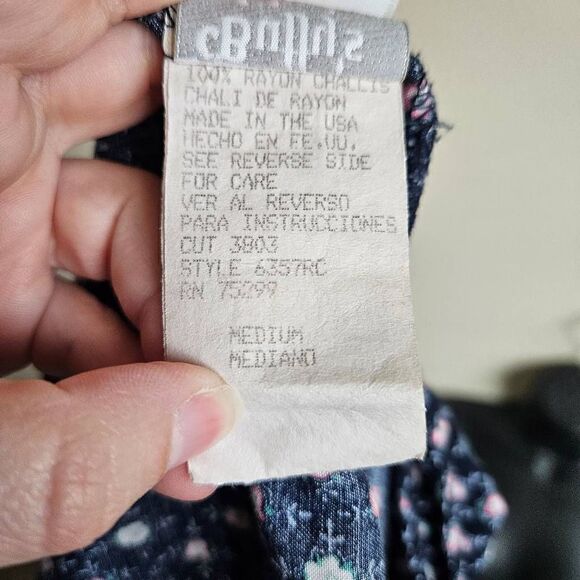 100% RAYON CHALLIS
CHALI DE RAYON
MADE IN THE USA
HECHO EN EE.UU.
SEE REVERSE SIDE
FOR CARE
VER AL REVERSO
PARA INSTRUCCIONES
CUT 3803
STYLE 6357RC
RN 75299
MEDIUM
MEDIANO